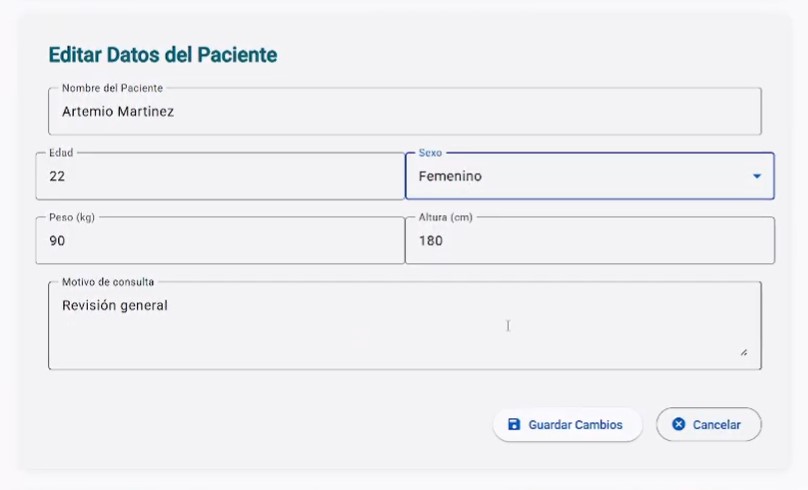 Editar Datos del Paciente
Nombre del Paciente
Artemio Martinez
Edad
Sexo
22
Femenino
Peso (kg)
Altura (cm)
90
180
Motivo de consulta
Revisión general
Guardar Cambios
Cancelar